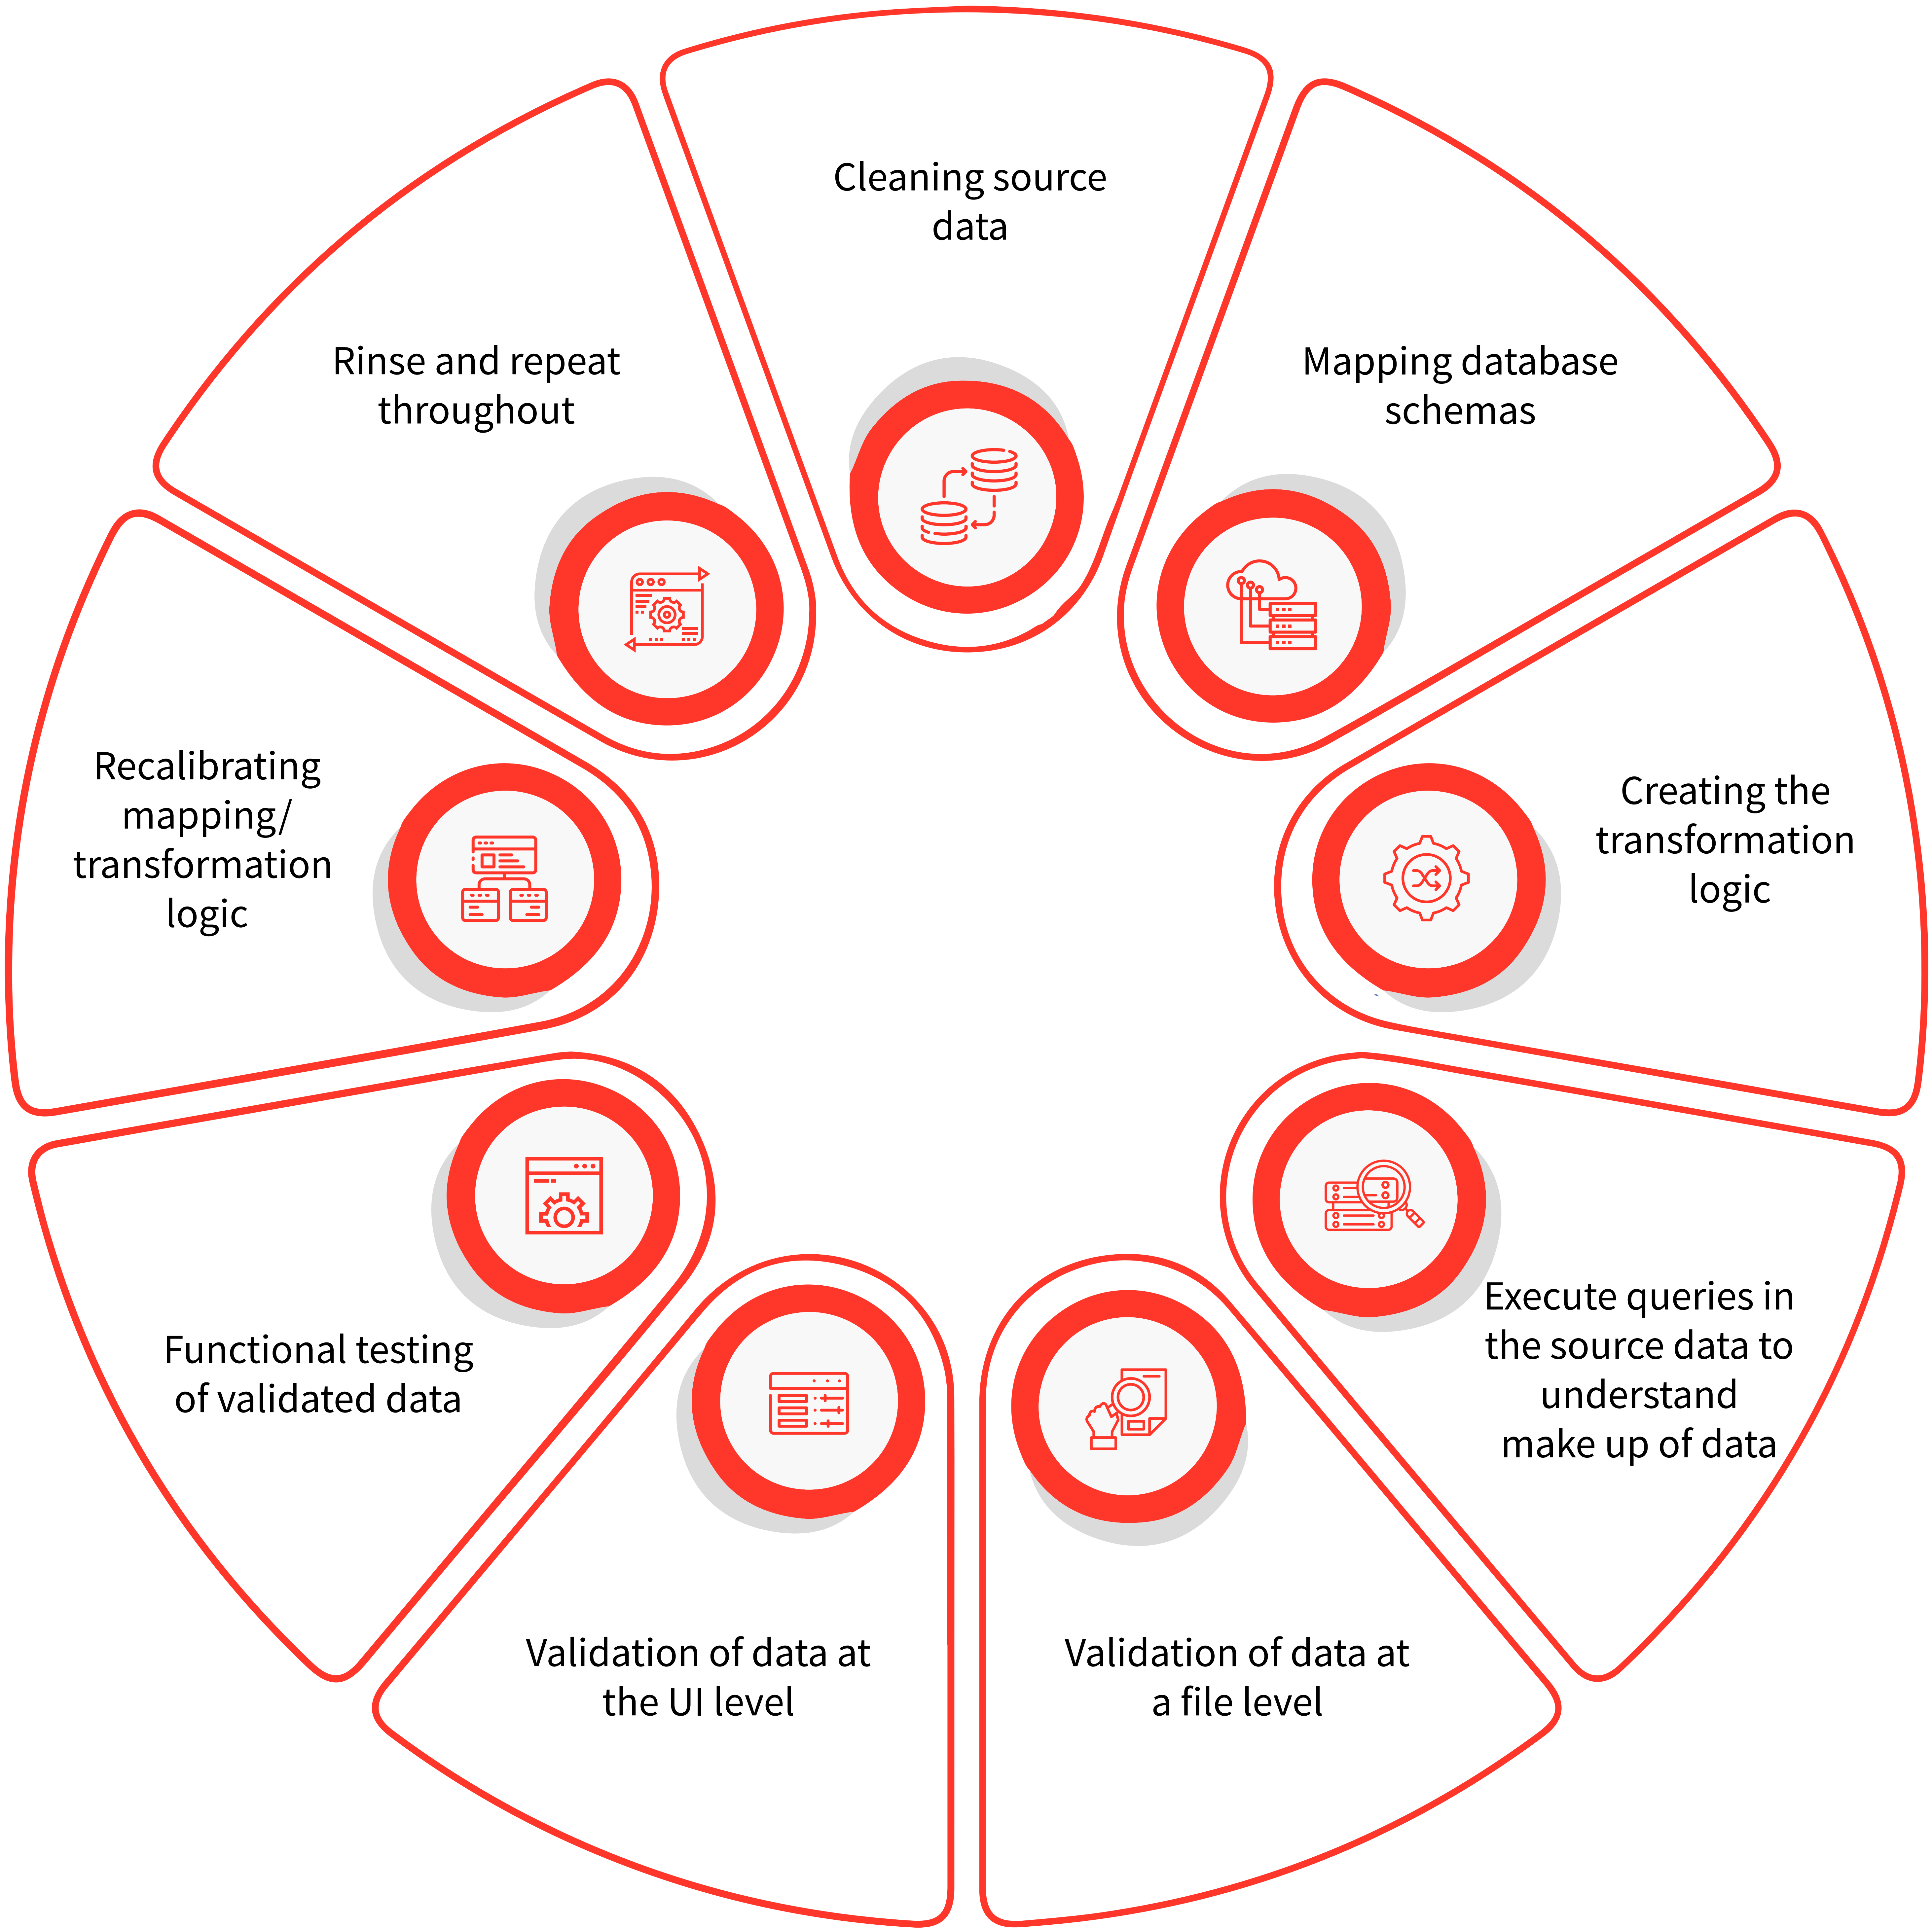 Cleaning source
data
Mapping database
schemas
Creating the
transformation
logic
Execute queries in
the source data to
understand
make up of data
Validation of data at
a file level
Validation of data at
the UI level
Functional testing
of validated data
Recalibrating
mapping/
transformation
logic
Rinse and repeat
throughout